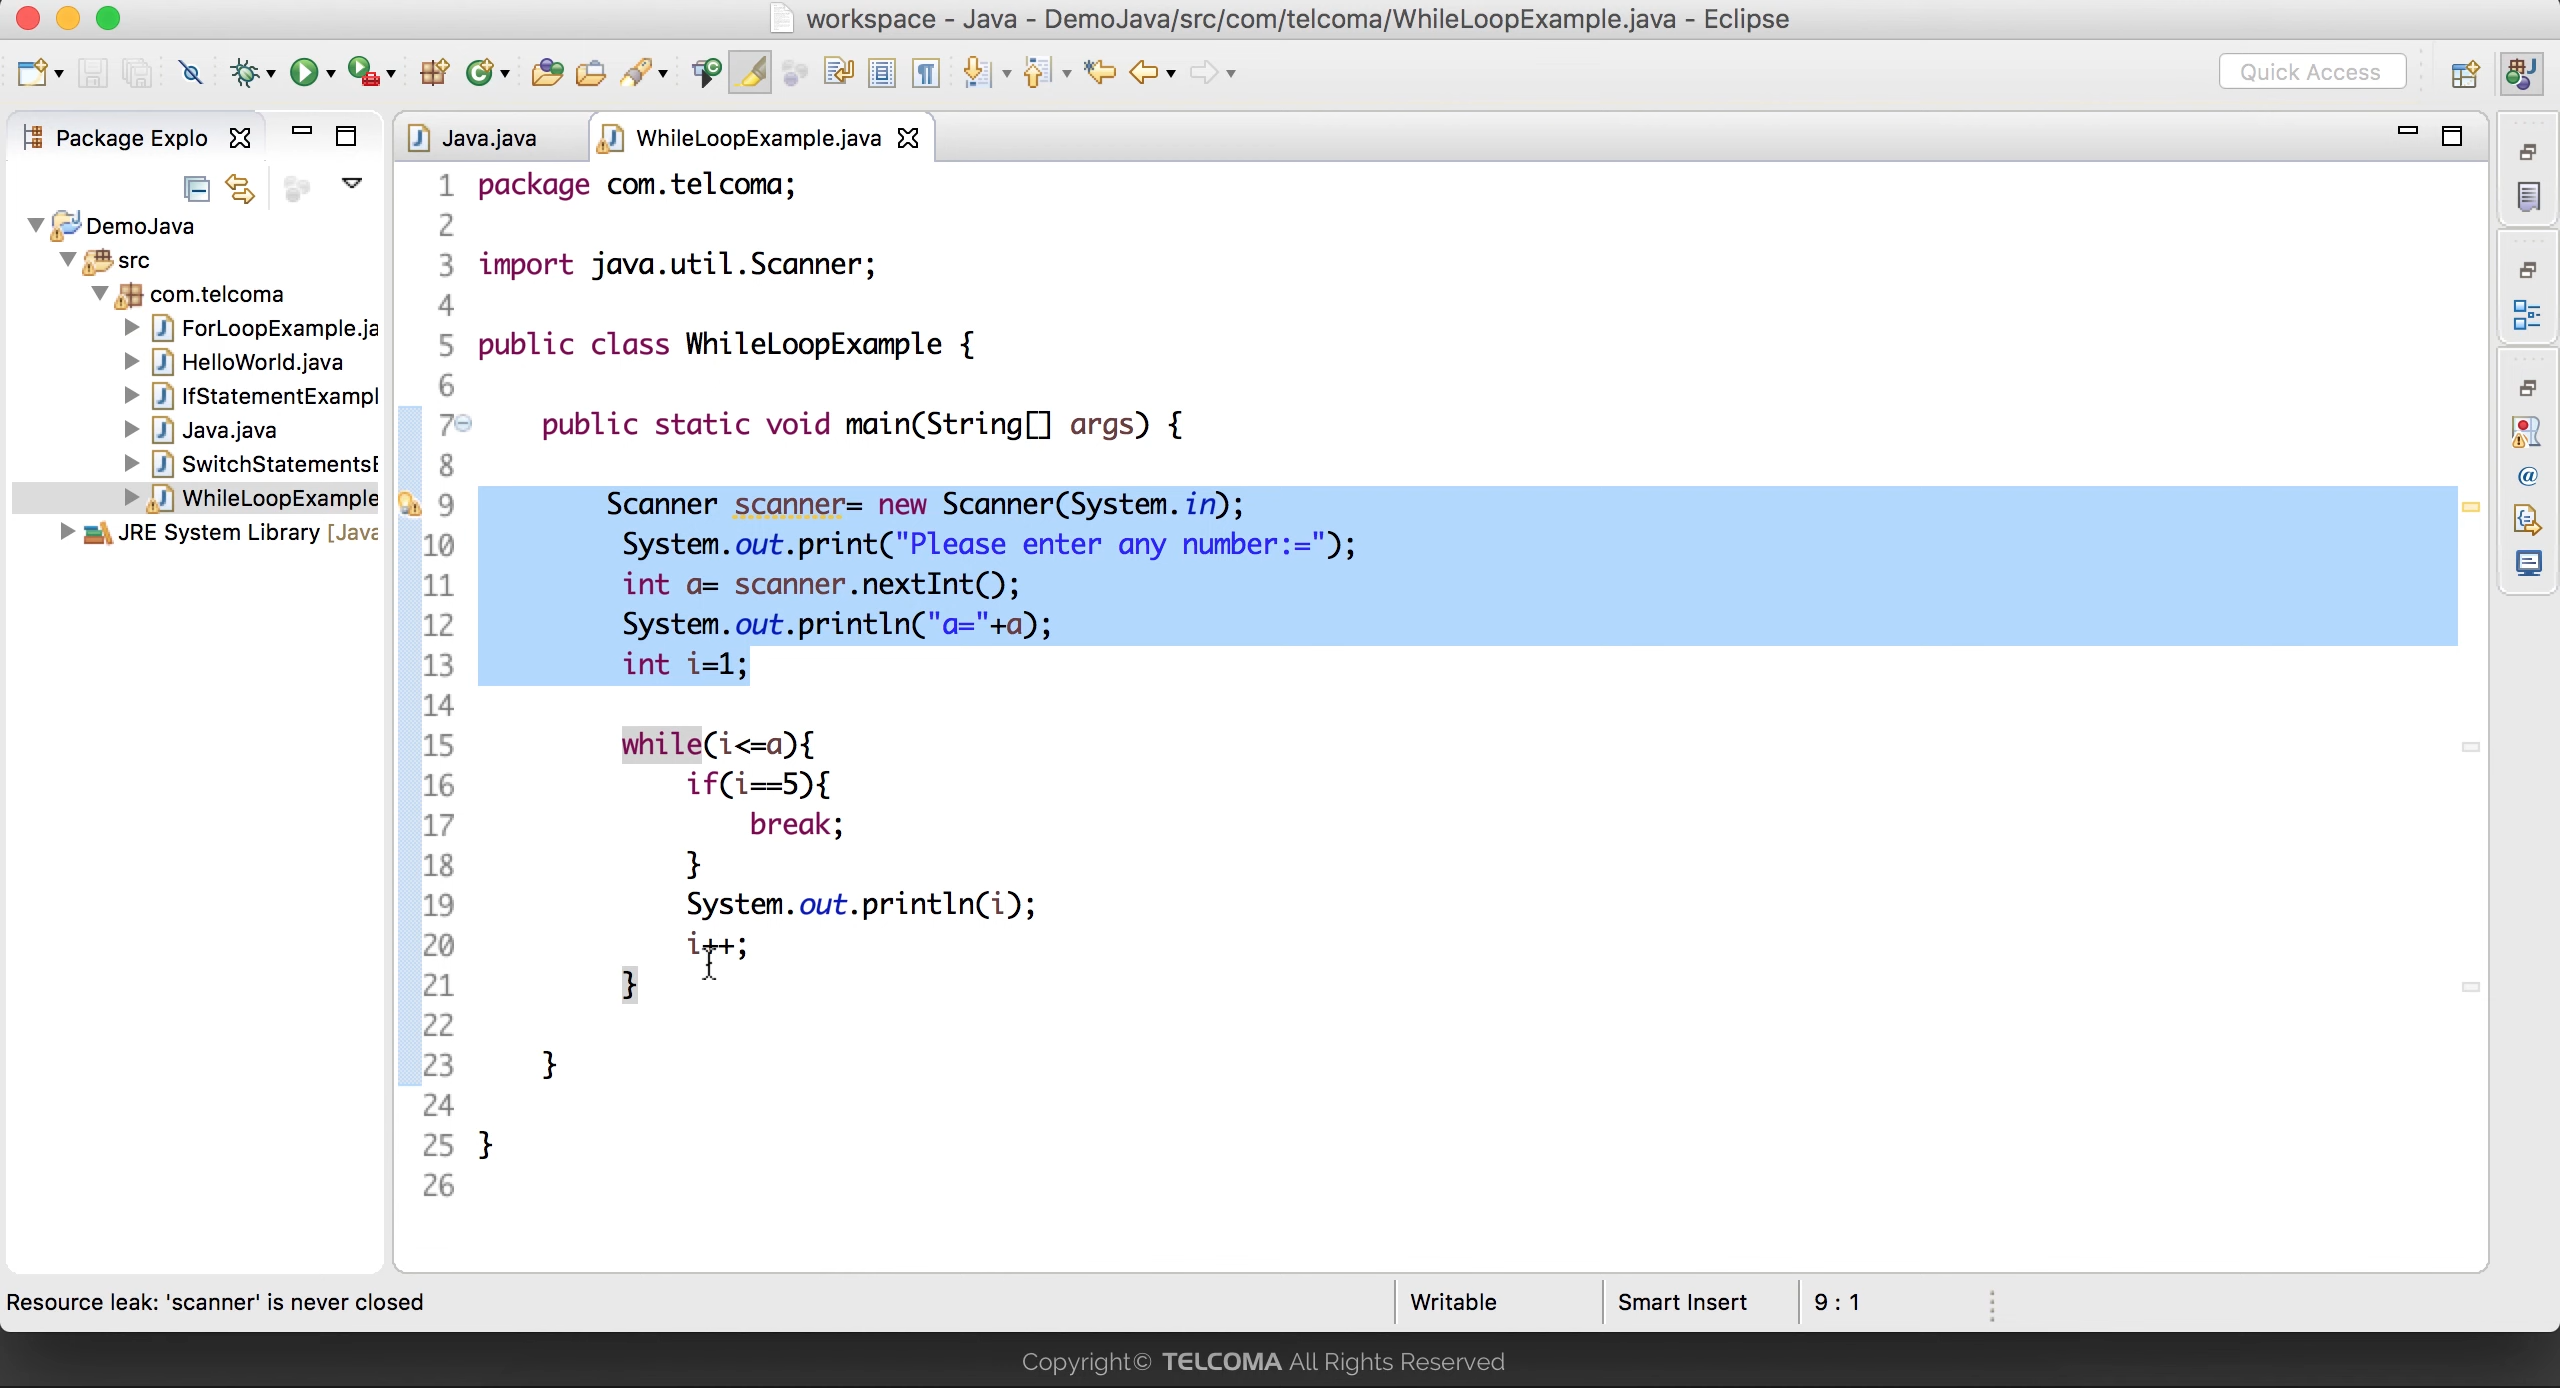 workspace - Java - DemoJava/src/com/telcoma/WhileLoopExample.java - Eclipse
Quick Access
Package Explo
Java.java
WhileLoopExample.java
DemoJava
src
com.telcoma
ForLoopExample.ja
HelloWorld.java
IfStatementExampl
Java.java
SwitchStatementsE
WhileLoopExample
JRE System Library [Java
1 package com.telcoma;
2
3 import java.util.Scanner;
4
5 public class WhileLoopExample {
6
7 public static void main(String[] args) {
8
9 Scanner scanner= new Scanner(System.in);
10 System.out.print("Please enter any number:=");
11 int a= scanner.nextInt();
12 System.out.println("a="+a);
13 int i=1;
14
15 while(i<=a){
16 if(i==5){
17 break;
18 }
19 System.out.println(i);
20 i++;
21 }
22
23 }
24
25 }
26
Resource leak: 'scanner' is never closed
Writable
Smart Insert
9 : 1
Copyright© TELCOMA All Rights Reserved